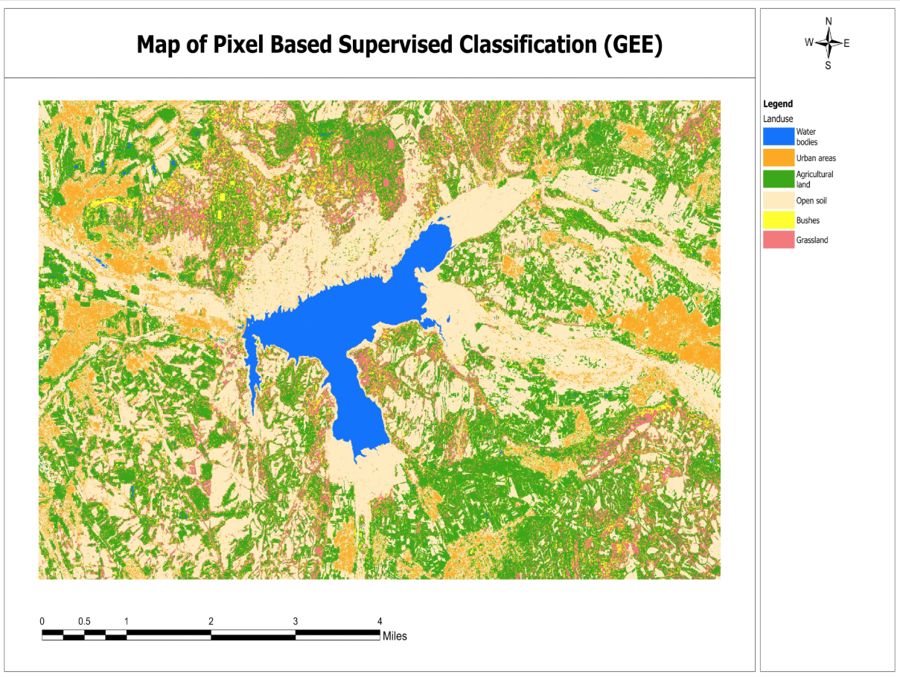 Map of Pixel Based Supervised Classification (GEE)
N
W E
S
Legend
Landuse
Water
bodies
Urban areas
Agricultural
land
Open soil
Bushes
Grassland
0 0.5 1 2 3 4
Miles